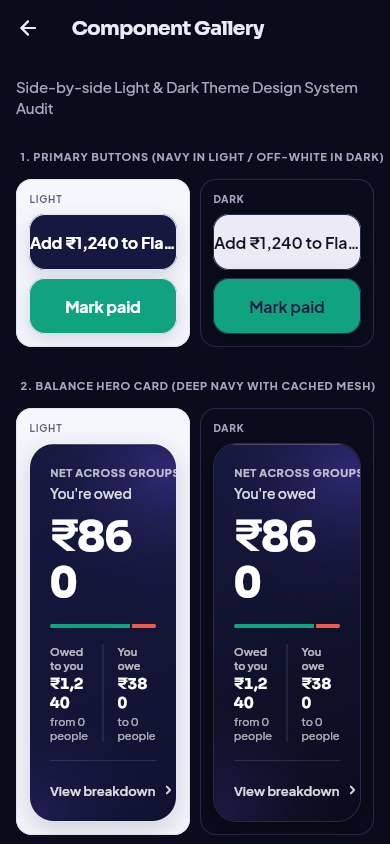 Component Gallery
Side-by-side Light & Dark Theme Design System
Audit
1. PRIMARY BUTTONS (NAVY IN LIGHT / OFF-WHITE IN DARK)
LIGHT
Add ₹1,240 to Fla…
Mark paid
DARK
Add ₹1,240 to Fla…
Mark paid
2. BALANCE HERO CARD (DEEP NAVY WITH CACHED MESH)
LIGHT
NET ACROSS GROUPS
You're owed
₹86
0
Owed
to you
₹1,2
40
from 0
people
You
owe
₹38
0
to 0
people
View breakdown
DARK
NET ACROSS GROUPS
You're owed
₹86
0
Owed
to you
₹1,2
40
from 0
people
You
owe
₹38
0
to 0
people
View breakdown